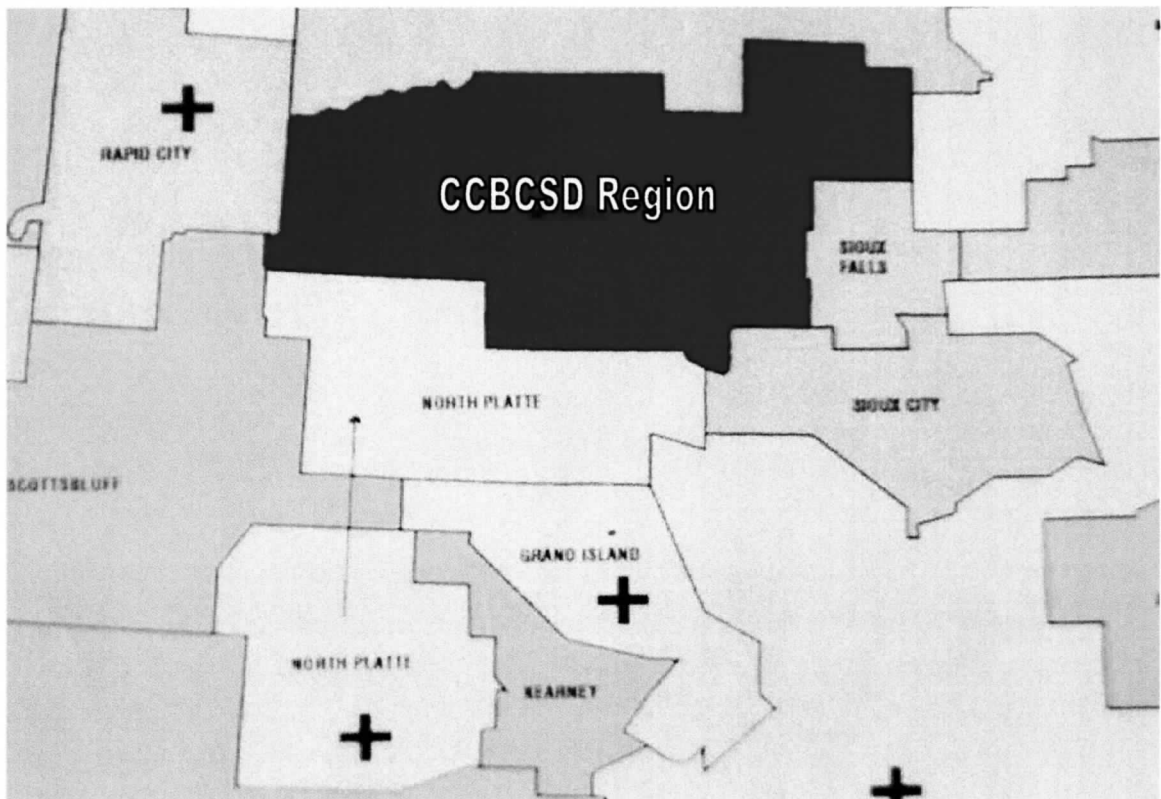 RAPID CITY
CCBCSD Region
SIOUX
FALLS
NORTH PLATTE
SIOUX CITY
SCOTTSBLUFF
GRAND ISLAND
NORTH PLATTE
KEARNEY